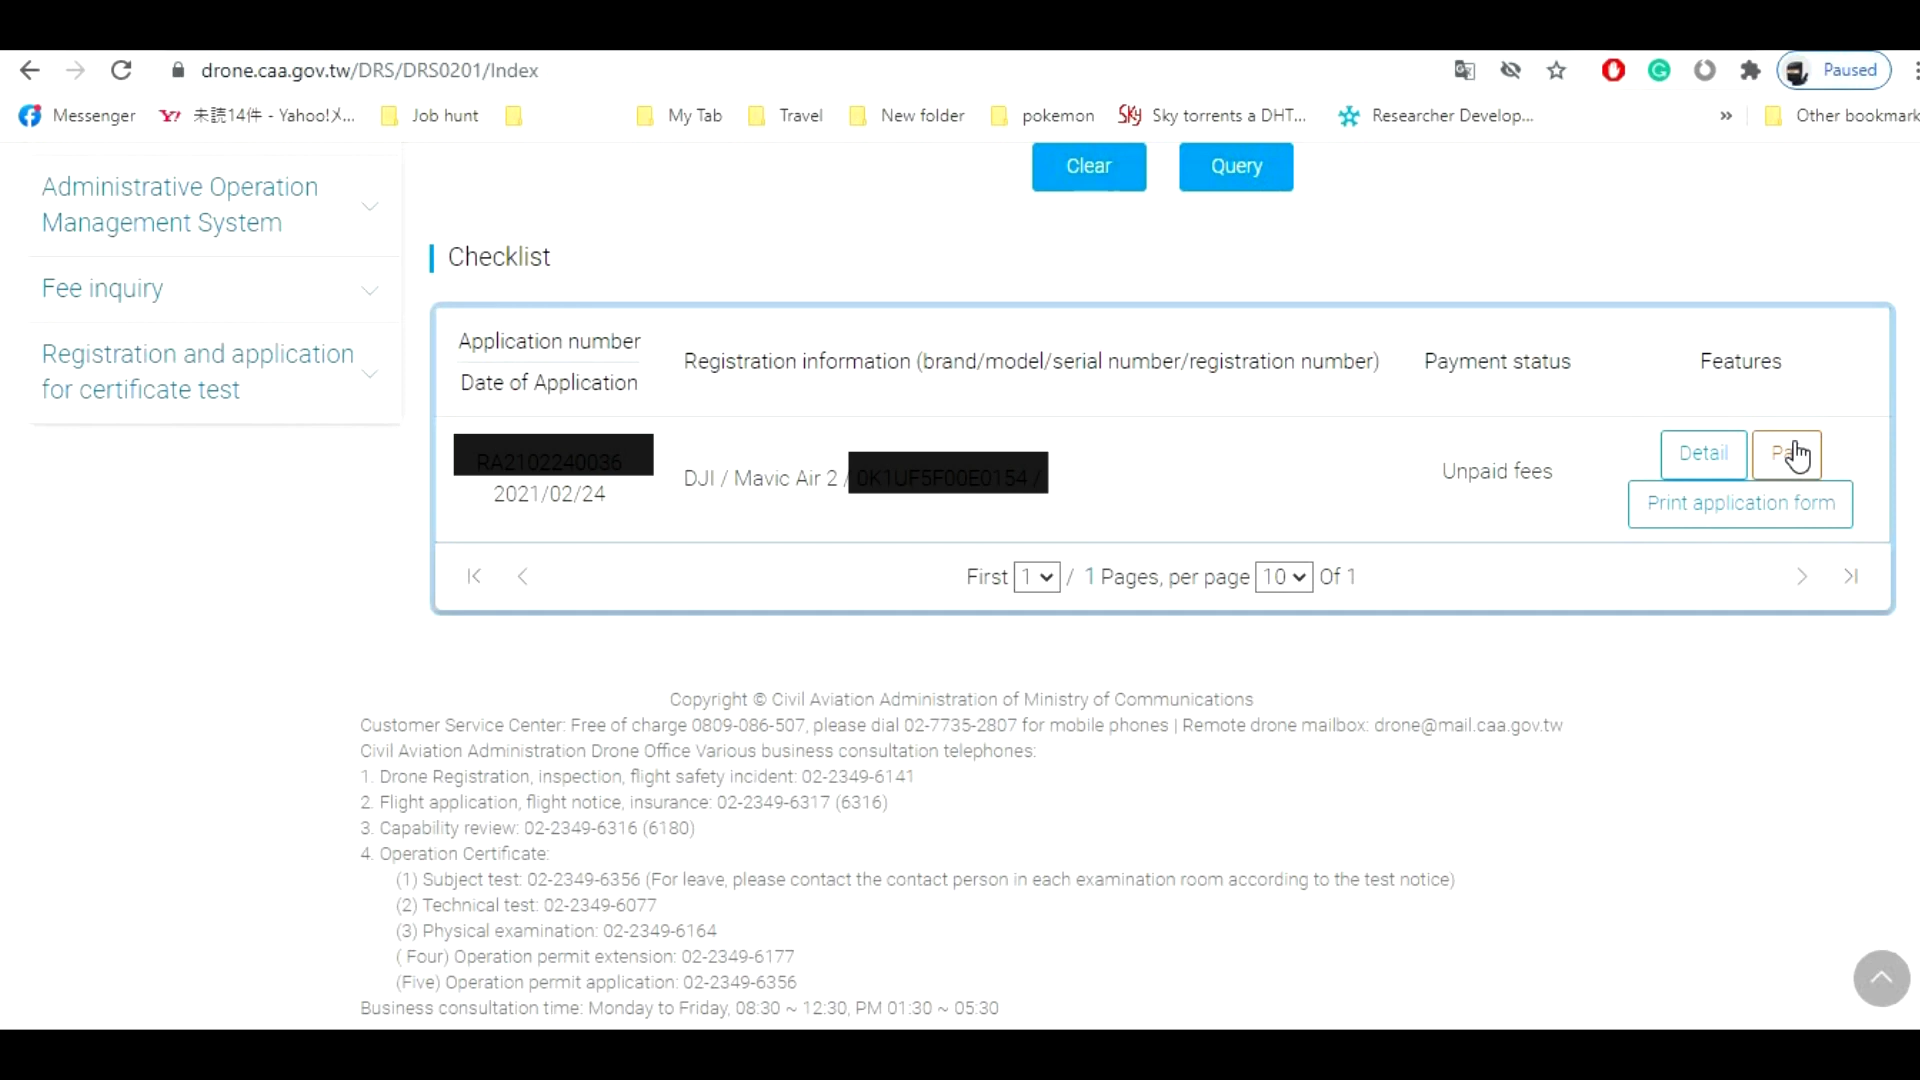 drone.caa.gov.tw/DRS/DRS0201/Index
Paused
Messenger
未読14件 - Yahoo!メ...
Job hunt
My Tab
Travel
New folder
pokemon
Sky torrents a DHT...
Researcher Develop...
»
Other bookmark
Administrative Operation
Management System
Fee inquiry
Registration and application
for certificate test
Clear
Query
Checklist
Application number
Date of Application
Registration information (brand/model/serial number/registration number)
Payment status
Features
2021/02/24
DJI / Mavic Air 2 /
Unpaid fees
Detail
Print application form
First 1 / 1 Pages, per page 10 Of 1
Copyright © Civil Aviation Administration of Ministry of Communications
Customer Service Center: Free of charge 0809-086-507, please dial 02-7735-2807 for mobile phones | Remote drone mailbox: drone@mail.caa.gov.tw
Civil Aviation Administration Drone Office Various business consultation telephones:
1. Drone Registration, inspection, flight safety incident: 02-2349-6141
2. Flight application, flight notice, insurance: 02-2349-6317 (6316)
3. Capability review: 02-2349-6316 (6180)
4. Operation Certificate:
(1) Subject test: 02-2349-6356 (For leave, please contact the contact person in each examination room according to the test notice)
(2) Technical test: 02-2349-6077
(3) Physical examination: 02-2349-6164
( Four) Operation permit extension: 02-2349-6177
(Five) Operation permit application: 02-2349-6356
Business consultation time: Monday to Friday, 08:30 ~ 12:30, PM 01:30 ~ 05:30